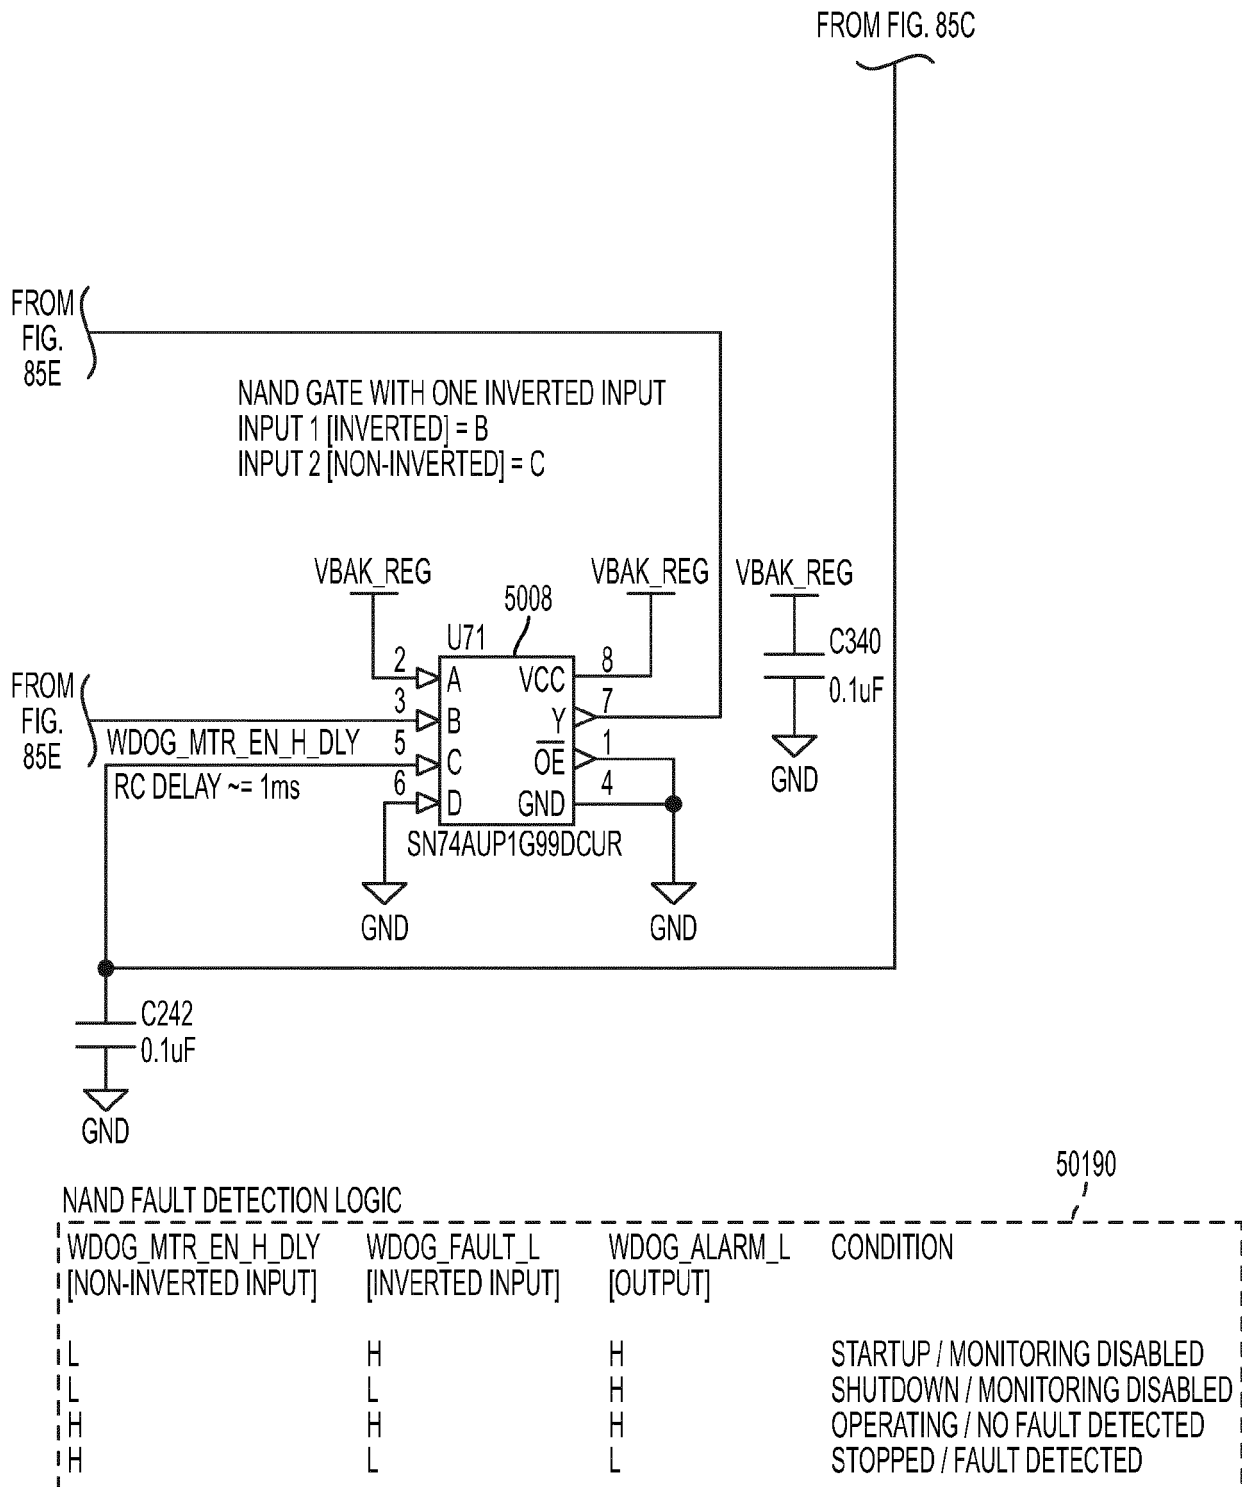 FROM FIG. 85C
FROM
FIG.
85E
NAND GATE WITH ONE INVERTED INPUT
INPUT 1 [INVERTED] = B
INPUT 2 [NON-INVERTED] = C
VBAK_REG
VBAK_REG
VBAK_REG
5008
U71
C340
0.1uF
GND
2
A
VCC
8
FROM
FIG.
85E
3
B
Y
7
WDOG_MTR_EN_H_DLY
5
C
OE
1
RC DELAY ~= 1ms
6
D
GND
4
SN74AUP1G99DCUR
GND
GND
C242
0.1uF
GND
50190
NAND FAULT DETECTION LOGIC
WDOG_MTR_EN_H_DLY WDOG_FAULT_L WDOG_ALARM_L CONDITION
[NON-INVERTED INPUT] [INVERTED INPUT] [OUTPUT]
L H H STARTUP / MONITORING DISABLED
L L H SHUTDOWN / MONITORING DISABLED
H H H OPERATING / NO FAULT DETECTED
H L L STOPPED / FAULT DETECTED